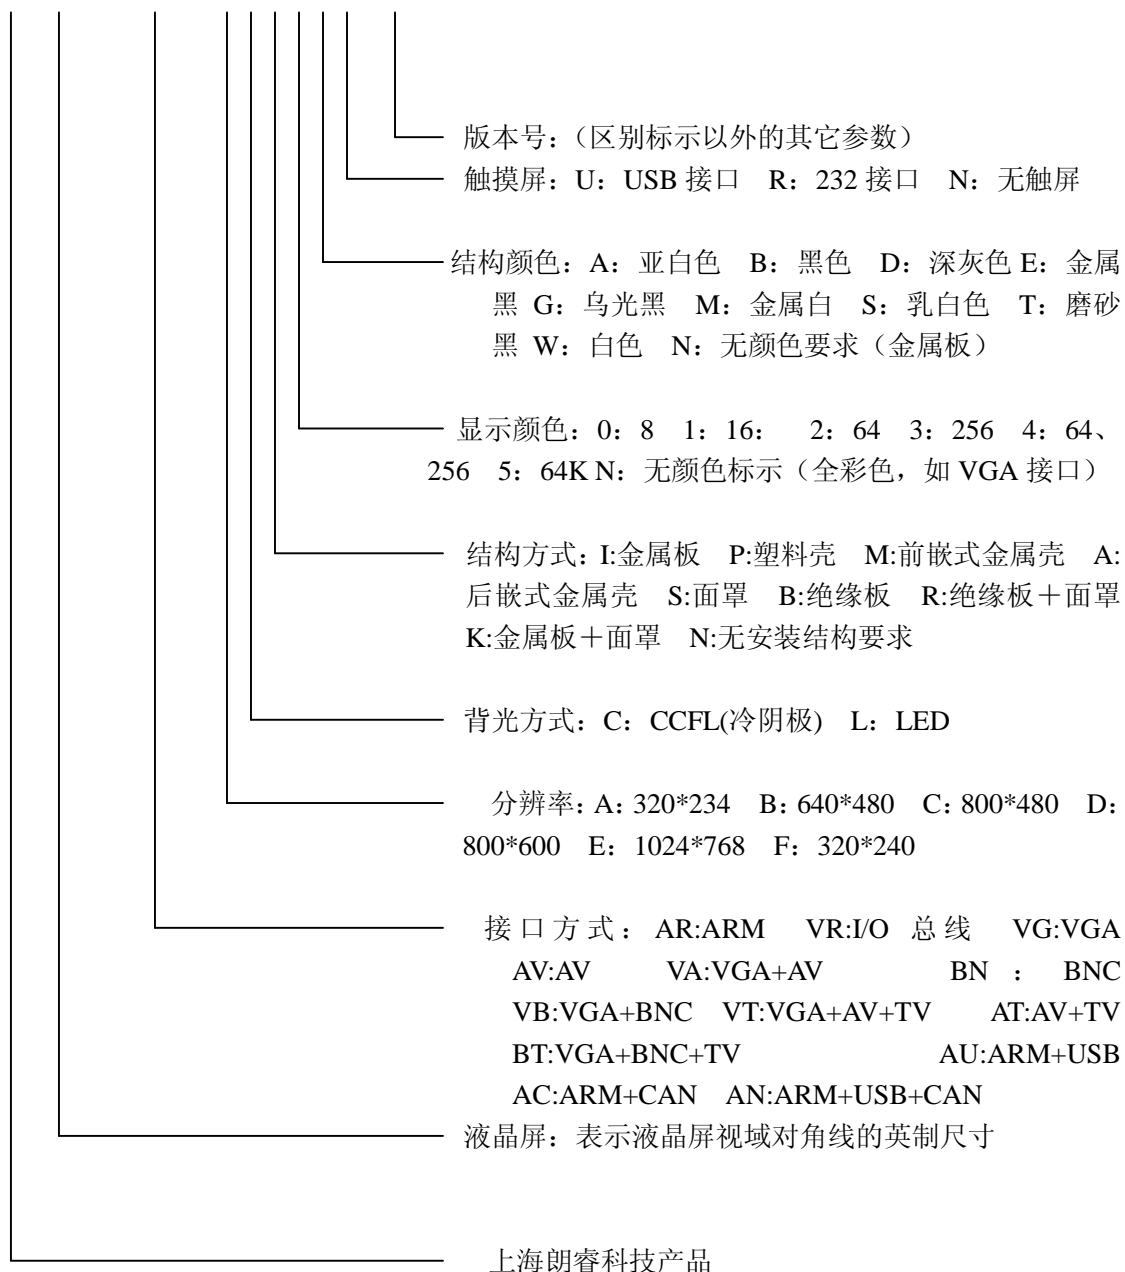 版本号：（区别标示以外的其它参数）
触摸屏：U：USB 接口 R：232 接口 N：无触屏
结构颜色：A：亚白色 B：黑色 D：深灰色 E：金属
黑 G：乌光黑 M：金属白 S：乳白色 T：磨砂
黑 W：白色 N：无颜色要求（金属板）
显示颜色：0：8 1：16： 2：64 3：256 4：64、
256 5：64K N：无颜色标示（全彩色，如 VGA 接口）
结构方式：I:金属板 P:塑料壳 M:前嵌式金属壳 A:
后嵌式金属壳 S:面罩 B:绝缘板 R:绝缘板＋面罩
K:金属板＋面罩 N:无安装结构要求
背光方式：C：CCFL(冷阴极) L：LED
分辨率：A：320*234 B：640*480 C：800*480 D：
800*600 E：1024*768 F：320*240
接口方式：AR:ARM VR:I/O 总线 VG:VGA
AV:AV VA:VGA+AV BN：BNC
VB:VGA+BNC VT:VGA+AV+TV AT:AV+TV
BT:VGA+BNC+TV AU:ARM+USB
AC:ARM+CAN AN:ARM+USB+CAN
液晶屏：表示液晶屏视域对角线的英制尺寸
上海朗睿科技产品